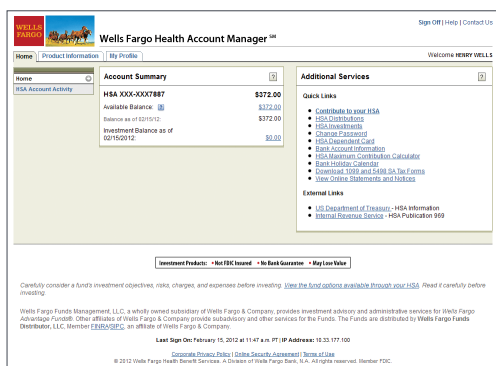 WELLS
FARGO
Sign Off | Help | Contact Us
Wells Fargo Health Account Manager SM
Home
Product Information
My Profile
Welcome HENRY WELLS
Home
HSA Account Activity
Account Summary
?
HSA XXX-XXX7887 $372.00
Available Balance: ? $372.00
Balance as of 02/15/12: $372.00
Investment Balance as of
02/15/2012: $0.00
Additional Services
?
Quick Links
• Contribute to your HSA
• HSA Distributions
• HSA Investments
• Change Password
• HSA Dependent Card
• Bank Account Information
• HSA Maximum Contribution Calculator
• Bank Holiday Calendar
• Download 1099 and 5498 SA Tax Forms
• View Online Statements and Notices
External Links
• US Department of Treasury - HSA Information
• Internal Revenue Service - HSA Publication 969
Investment Products: • Not FDIC Insured • No Bank Guarantee • May Lose Value
Carefully consider a fund's investment objectives, risks, charges, and expenses before investing. View the fund options available through your HSA. Read it carefully before
investing.
Wells Fargo Funds Management, LLC, a wholly owned subsidiary of Wells Fargo & Company, provides investment advisory and administrative services for Wells Fargo
Advantage Funds®. Other affiliates of Wells Fargo & Company provide subadvisory and other services for the Funds. The Funds are distributed by Wells Fargo Funds
Distributor, LLC, Member FINRA/SIPC, an affiliate of Wells Fargo & Company.
Last Sign On: February 15, 2012 at 11:47 a.m. PT | IP Address: 10.33.177.100
Corporate Privacy Policy | Online Security Agreement | Terms of Use
© 2012 Wells Fargo Health Benefit Services. A Division of Wells Fargo Bank, N.A. All rights reserved. Member FDIC.